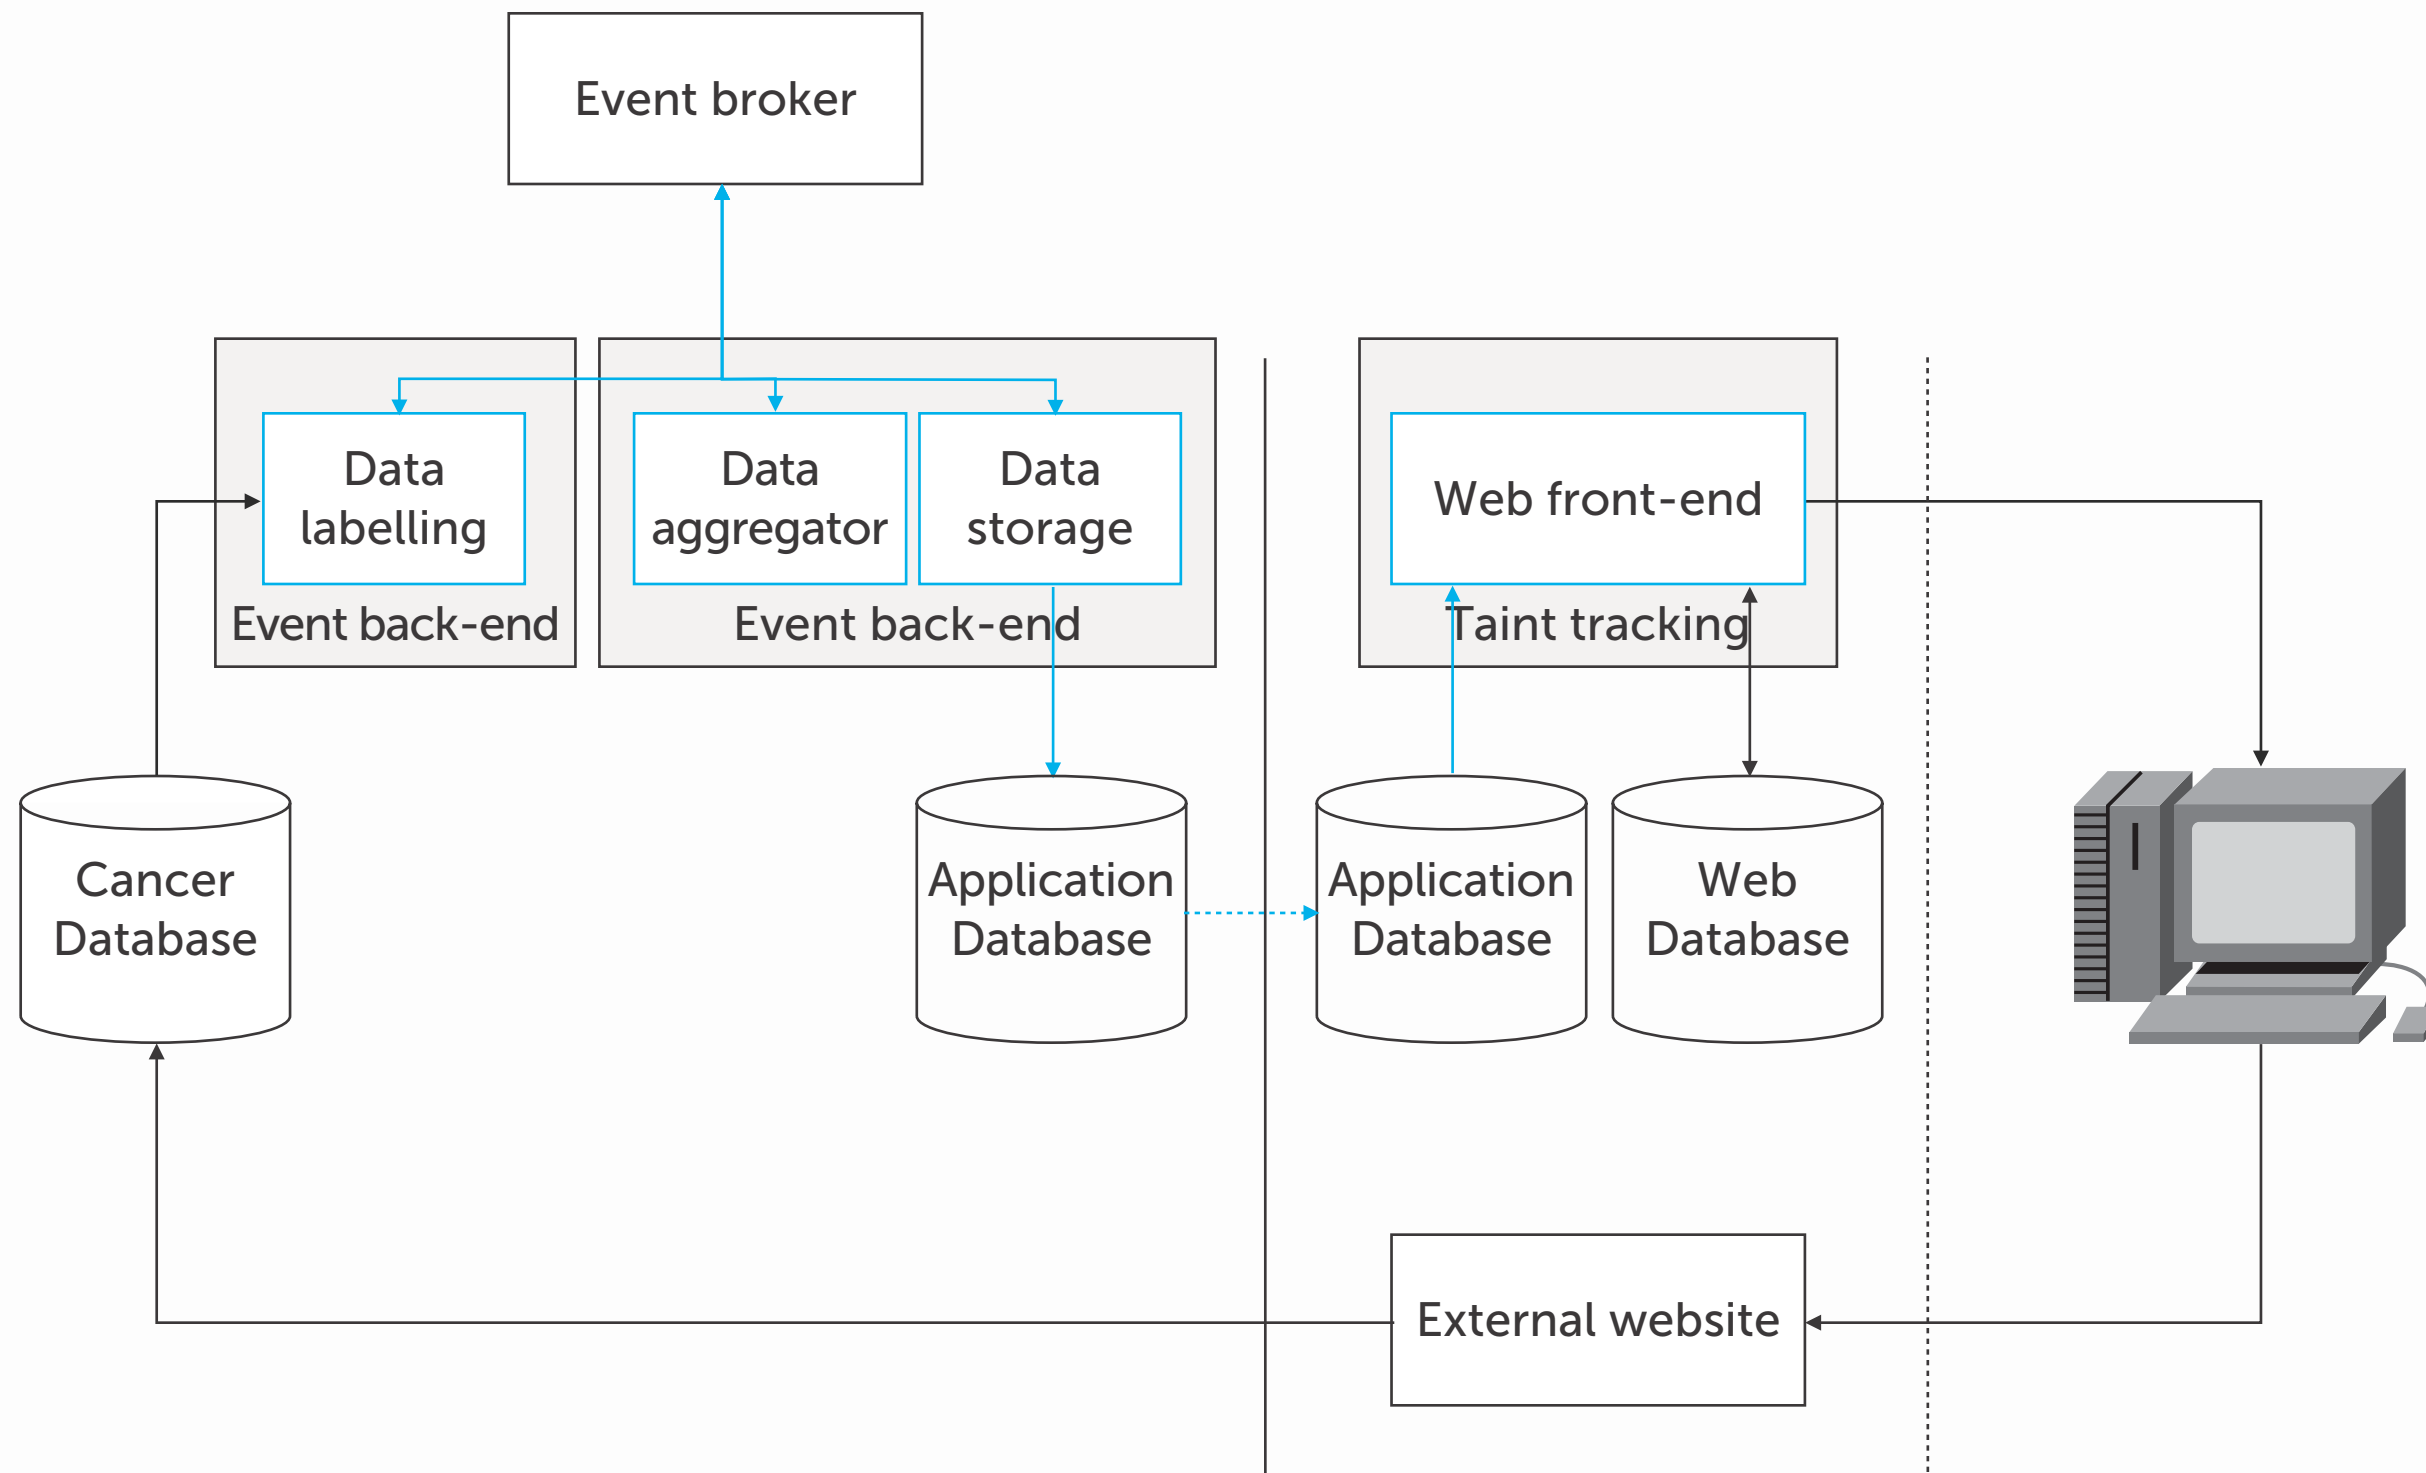 Event broker
Data
labelling
Data
aggregator
Data
storage
Web front-end
Event back-end
Event back-end
Taint tracking
Cancer
Database
Application
Database
Application
Database
Web
Database
External website